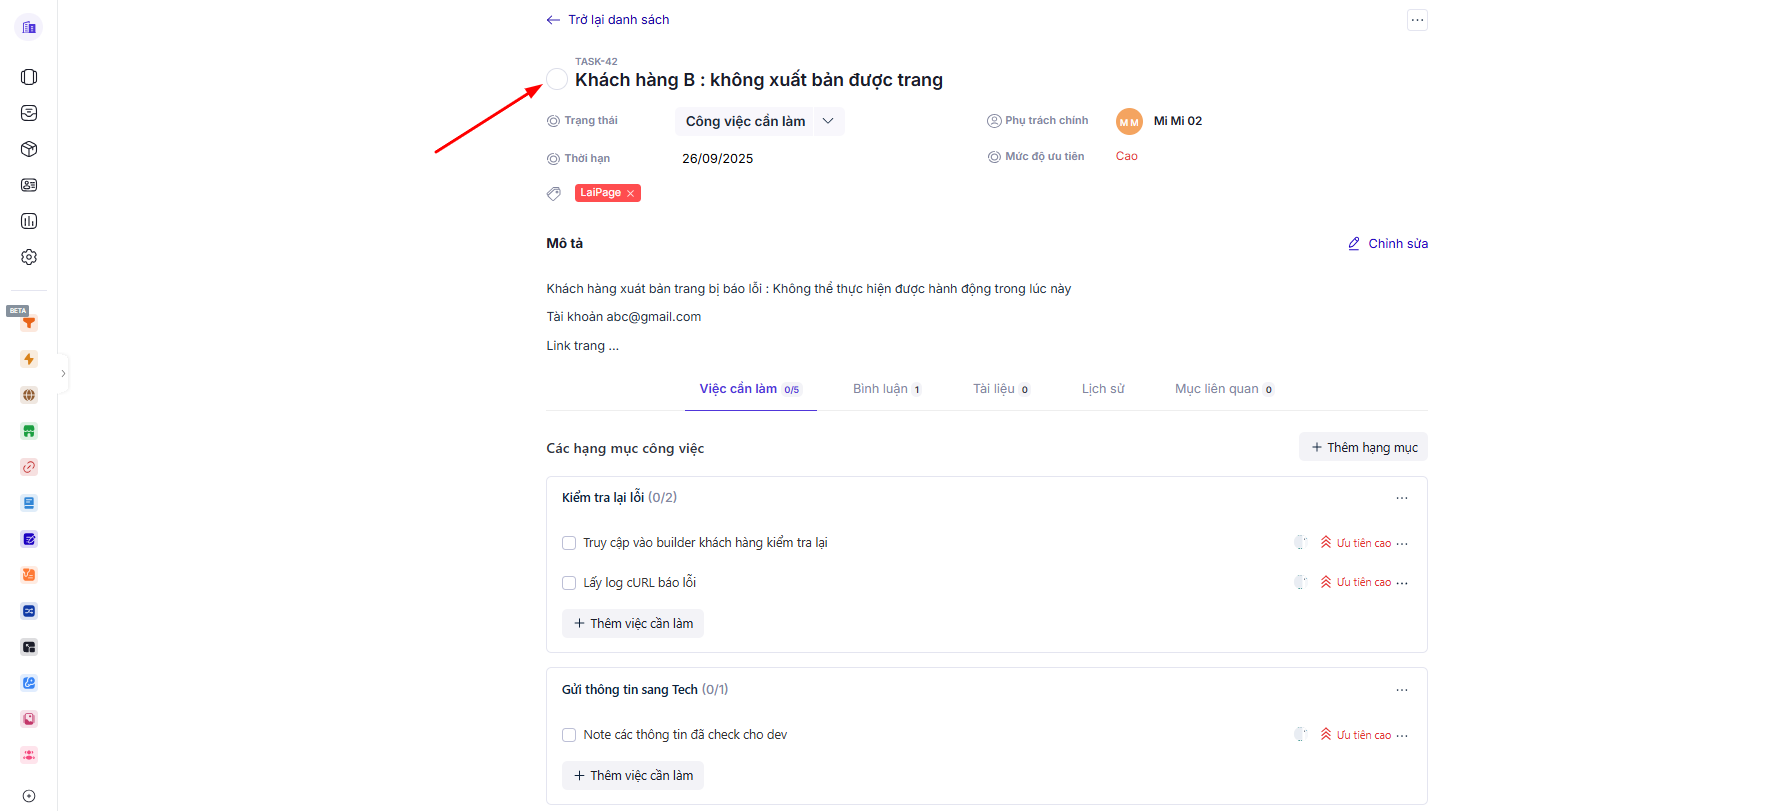 Trở lại danh sách
TASK-42
Khách hàng B : không xuất bản được trang
Trạng thái
Công việc cần làm
Phụ trách chính
MM
Mi Mi 02
Thời hạn
26/09/2025
Mức độ ưu tiên
Cao
LaiPage ×
Mô tả
Chỉnh sửa
Khách hàng xuát bản trang bị báo lỗi : Không thể thực hiện được hành động trong lúc này
Tài khoản abc@gmail.com
Link trang ...
BETA
Việc cần làm 0/5
Bình luận 1
Tài liệu 0
Lịch sử
Mục liên quan 0
Các hạng mục công việc
+ Thêm hạng mục
Kiểm tra lại lỗi (0/2)
Truy cập vào builder khách hàng kiểm tra lại
Ưu tiên cao
Lấy log cURL báo lỗi
Ưu tiên cao
+ Thêm việc cần làm
Gửi thông tin sang Tech (0/1)
Note các thông tin đã check cho dev
Ưu tiên cao
+ Thêm việc cần làm